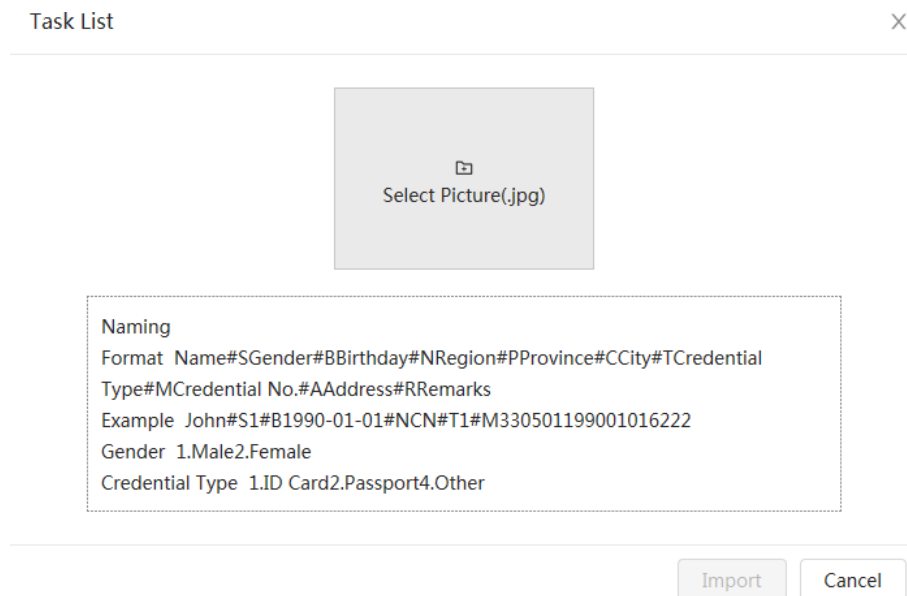 Task List
Select Picture(.jpg)
Naming
Format  Name#SGender#BBirthday#NRegion#PProvince#CCity#TCredential
Type#MCredential No.#AAddress#RRemarks
Example  John#S1#B1990-01-01#NCN#T1#M330501199001016222
Gender  1.Male2.Female
Credential Type  1.ID Card2.Passport4.Other
Import
Cancel